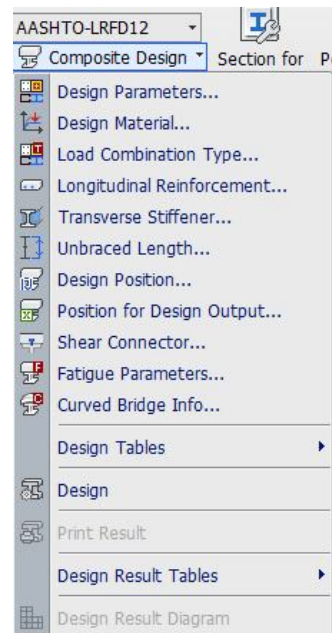 AASHTO-LRFD12
Composite Design Section for
Design Parameters...
Design Material...
Load Combination Type...
Longitudinal Reinforcement...
Transverse Stiffener...
Unbraced Length...
Design Position...
Position for Design Output...
Shear Connector...
Fatigue Parameters...
Curved Bridge Info...
Design Tables
Design
Print Result
Design Result Tables
Design Result Diagram